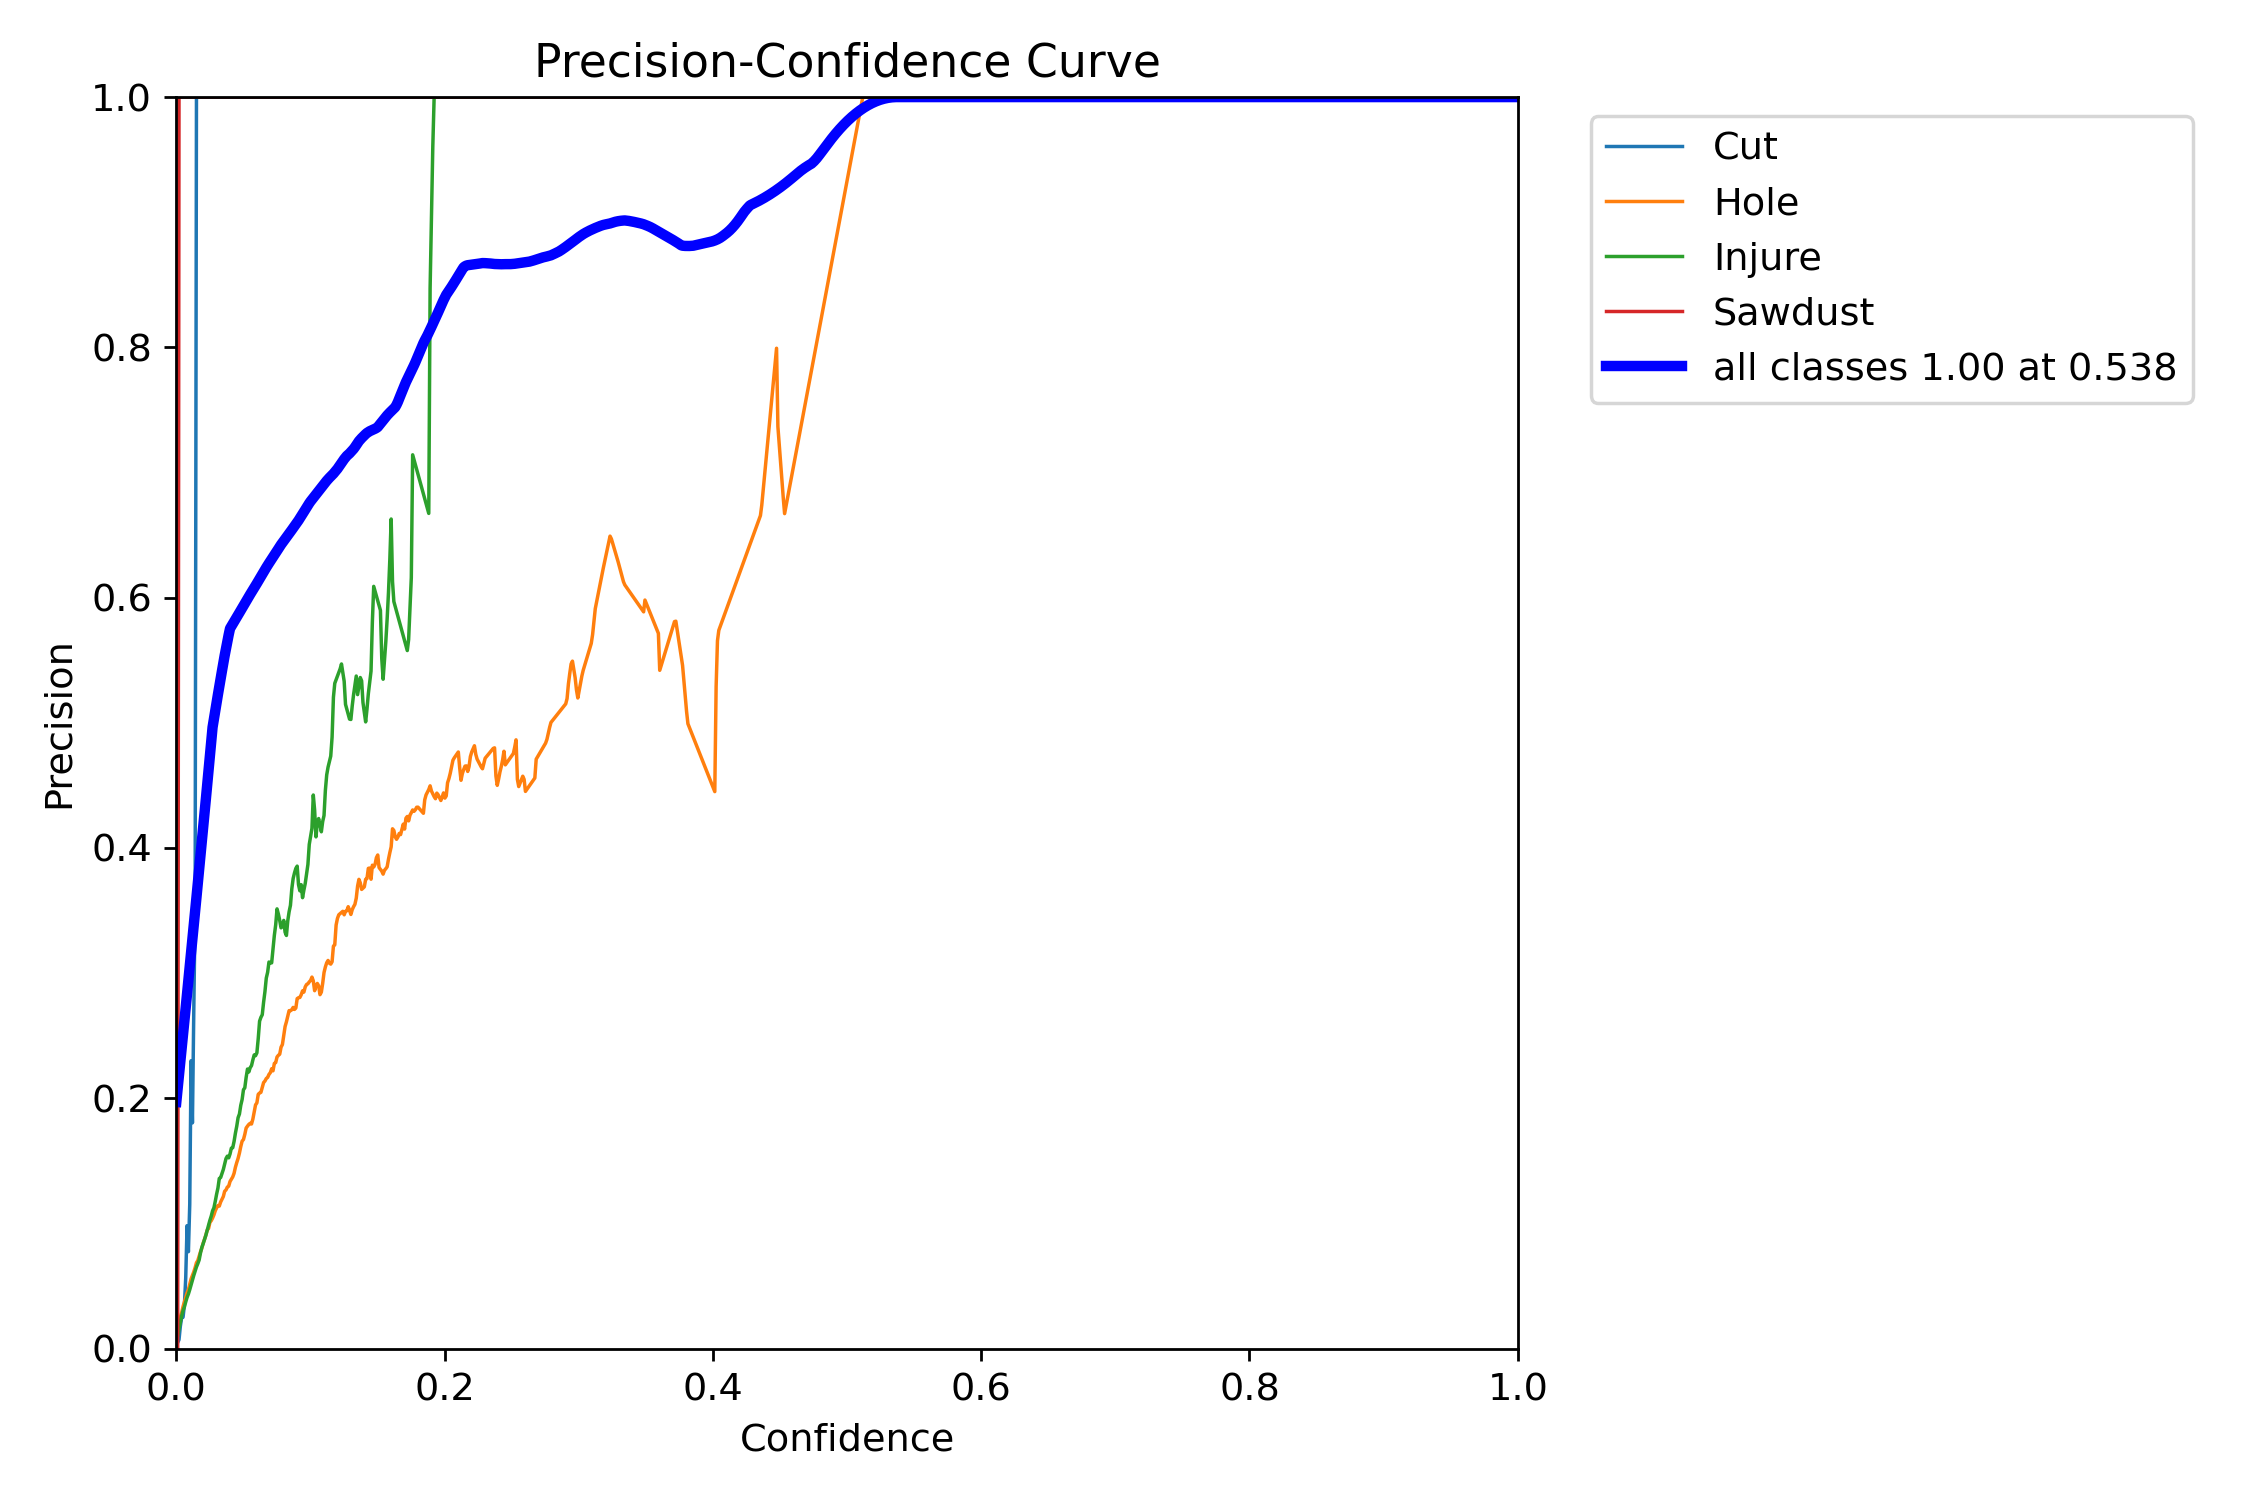 Precision-Confidence Curve
1.0
0.8
0.6
0.4
0.2
0.0
Precision
0.0 0.2 0.4 0.6 0.8 1.0
Confidence
Cut
Hole
Injure
Sawdust
all classes 1.00 at 0.538